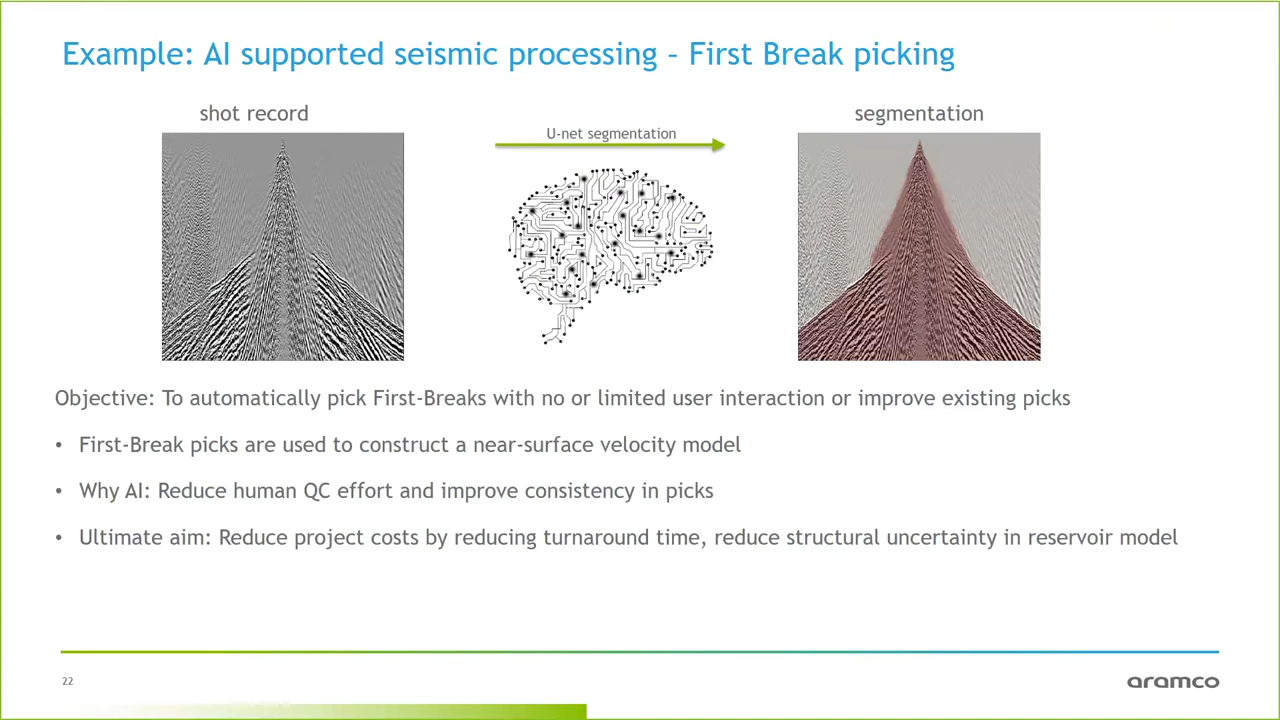 Example: AI supported seismic processing – First Break picking
shot record
U-net segmentation
segmentation
Objective: To automatically pick First-Breaks with no or limited user interaction or improve existing picks
• First-Break picks are used to construct a near-surface velocity model
• Why AI: Reduce human QC effort and improve consistency in picks
• Ultimate aim: Reduce project costs by reducing turnaround time, reduce structural uncertainty in reservoir model
22
aramco